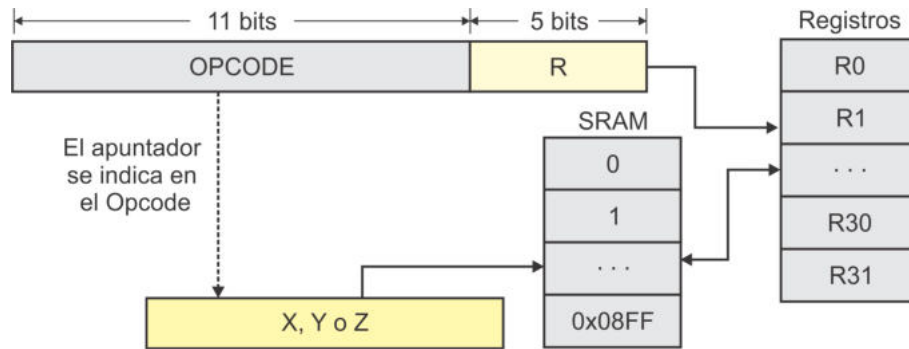 11 bits
5 bits
Registros
OPCODE
R
R0
R1
. . .
R30
R31
El apuntador
se indica en
el Opcode
SRAM
0
1
. . .
0x08FF
X, Y o Z